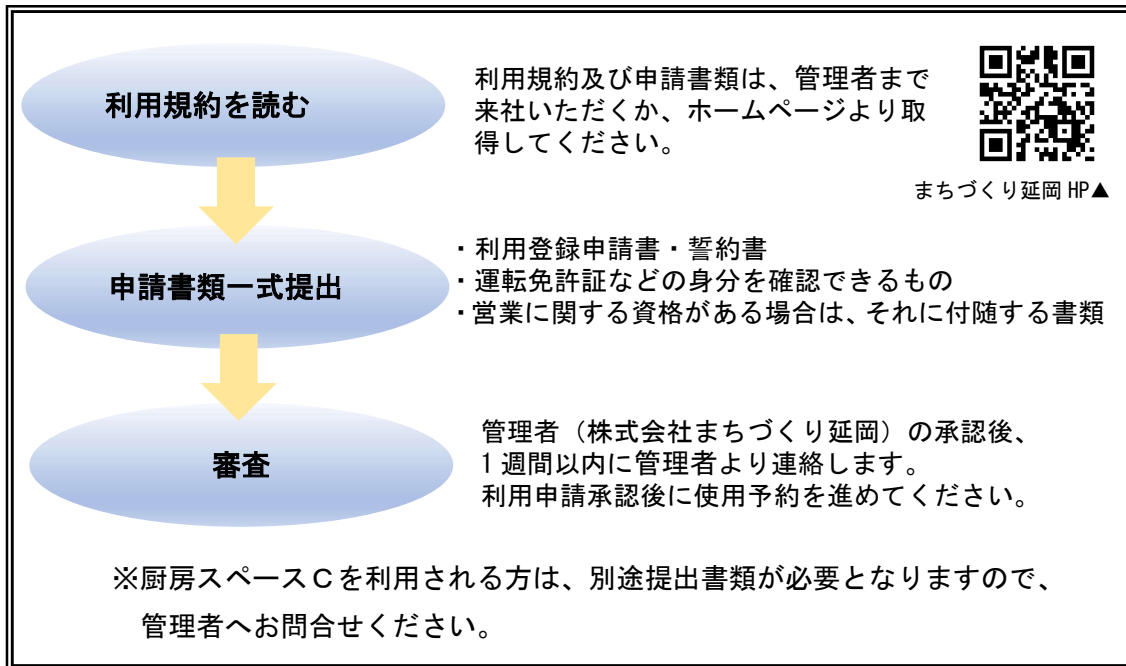 利用規約を読む
利用規約及び申請書類は、管理者まで
来社いただくか、ホームページより取
得してください。
まちづくり延岡 HP▲
申請書類一式提出
・利用登録申請書・誓約書
・運転免許証などの身分を確認できるもの
・営業に関する資格がある場合は、それに付随する書類
審査
管理者（株式会社まちづくり延岡）の承認後、
1 週間以内に管理者より連絡します。
利用申請承認後に使用予約を進めてください。
※厨房スペースＣを利用される方は、別途提出書類が必要となりますので、
管理者へお問合せください。